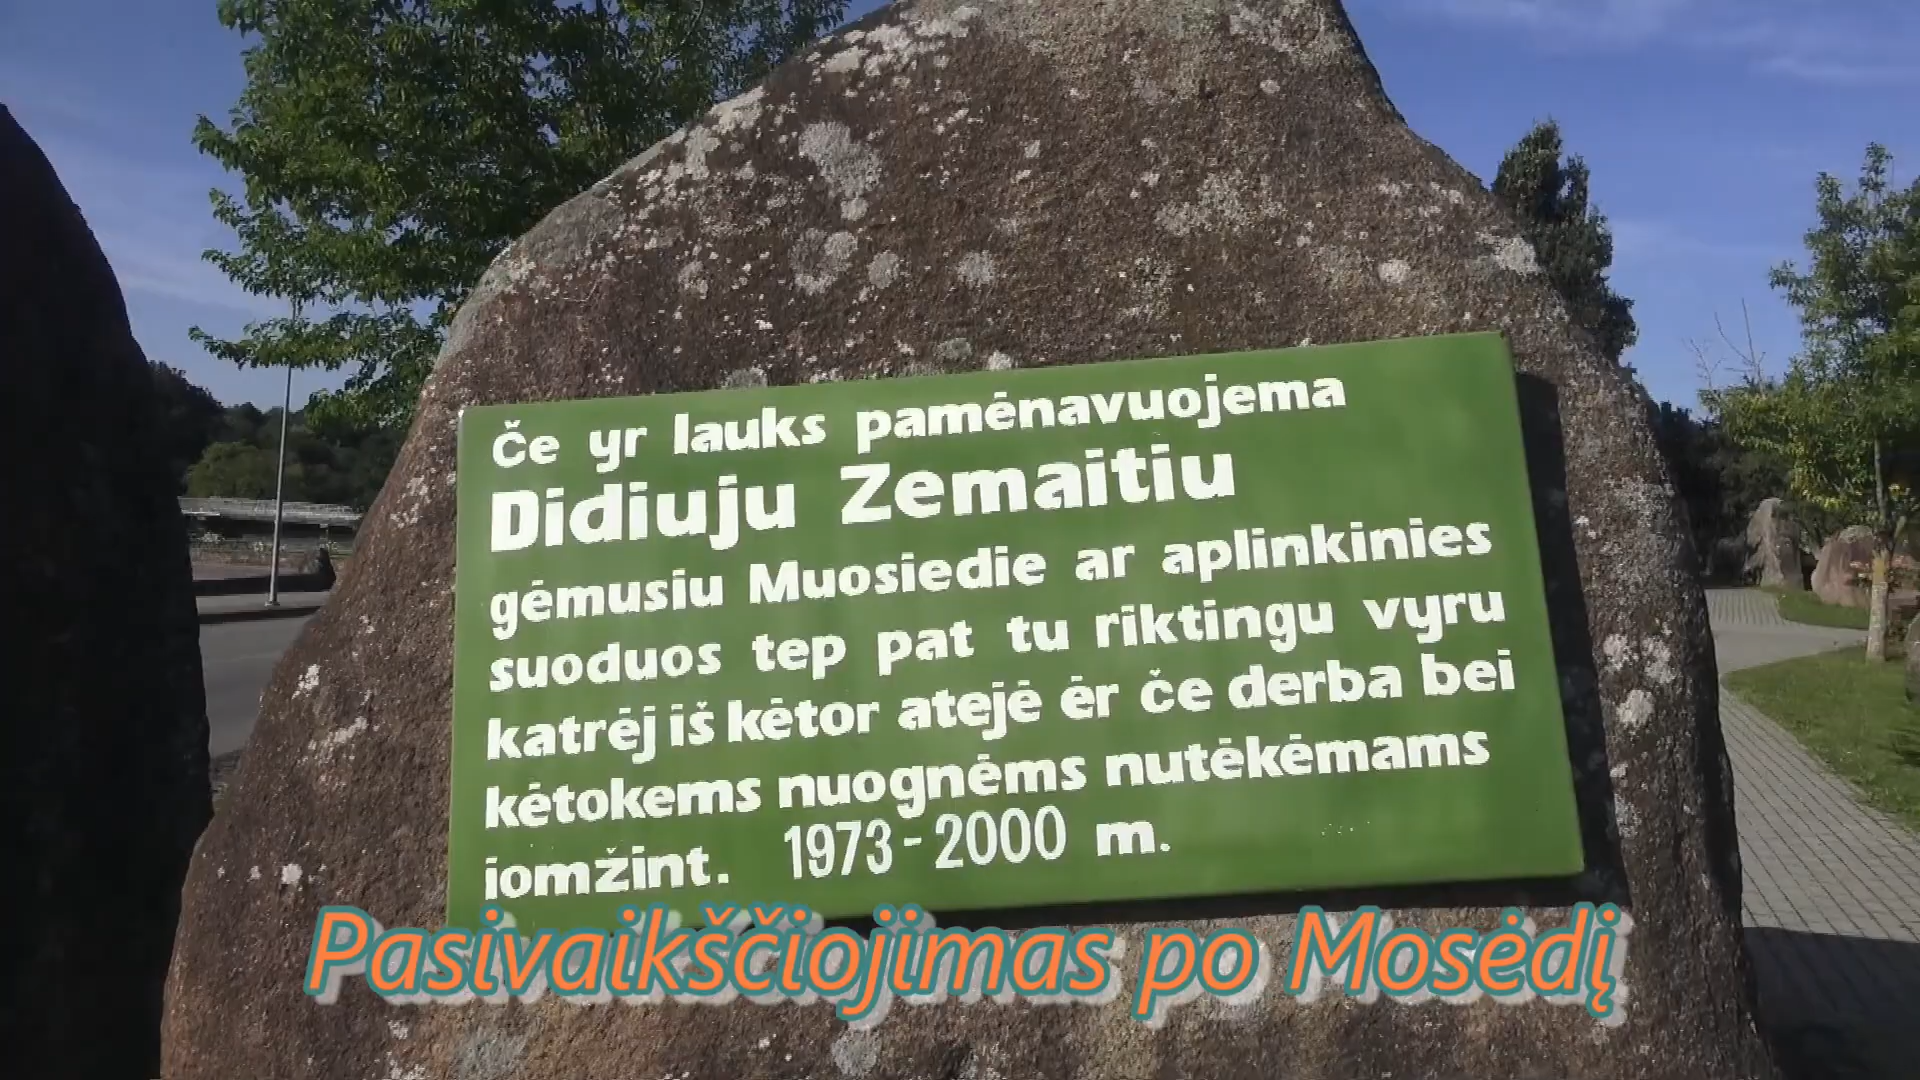 Če yr lauks pamėnavuojema
Didiuju Zemaitiu
gėmusiu Muosiedie ar aplinkinies
suoduos tep pat tu riktingu vyru
katrėj iš kėtor atejė ėr če derba bei
kėtokems nuognėms nutėkėmams
iomžint. 1973-2000 m.
Pasivaikščiojimas po Mosėdį